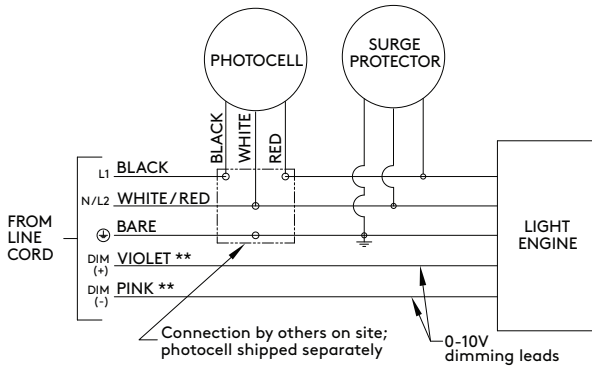 PHOTOCELL
SURGE
PROTECTOR
BLACK
WHITE
RED
L1 BLACK
N/L2 WHITE/RED
BARE
DIM
(+)
VIOLET **
DIM
(-)
PINK **
FROM
LINE
CORD
LIGHT
ENGINE
Connection by others on site;
photocell shipped separately
0-10V
dimming leads